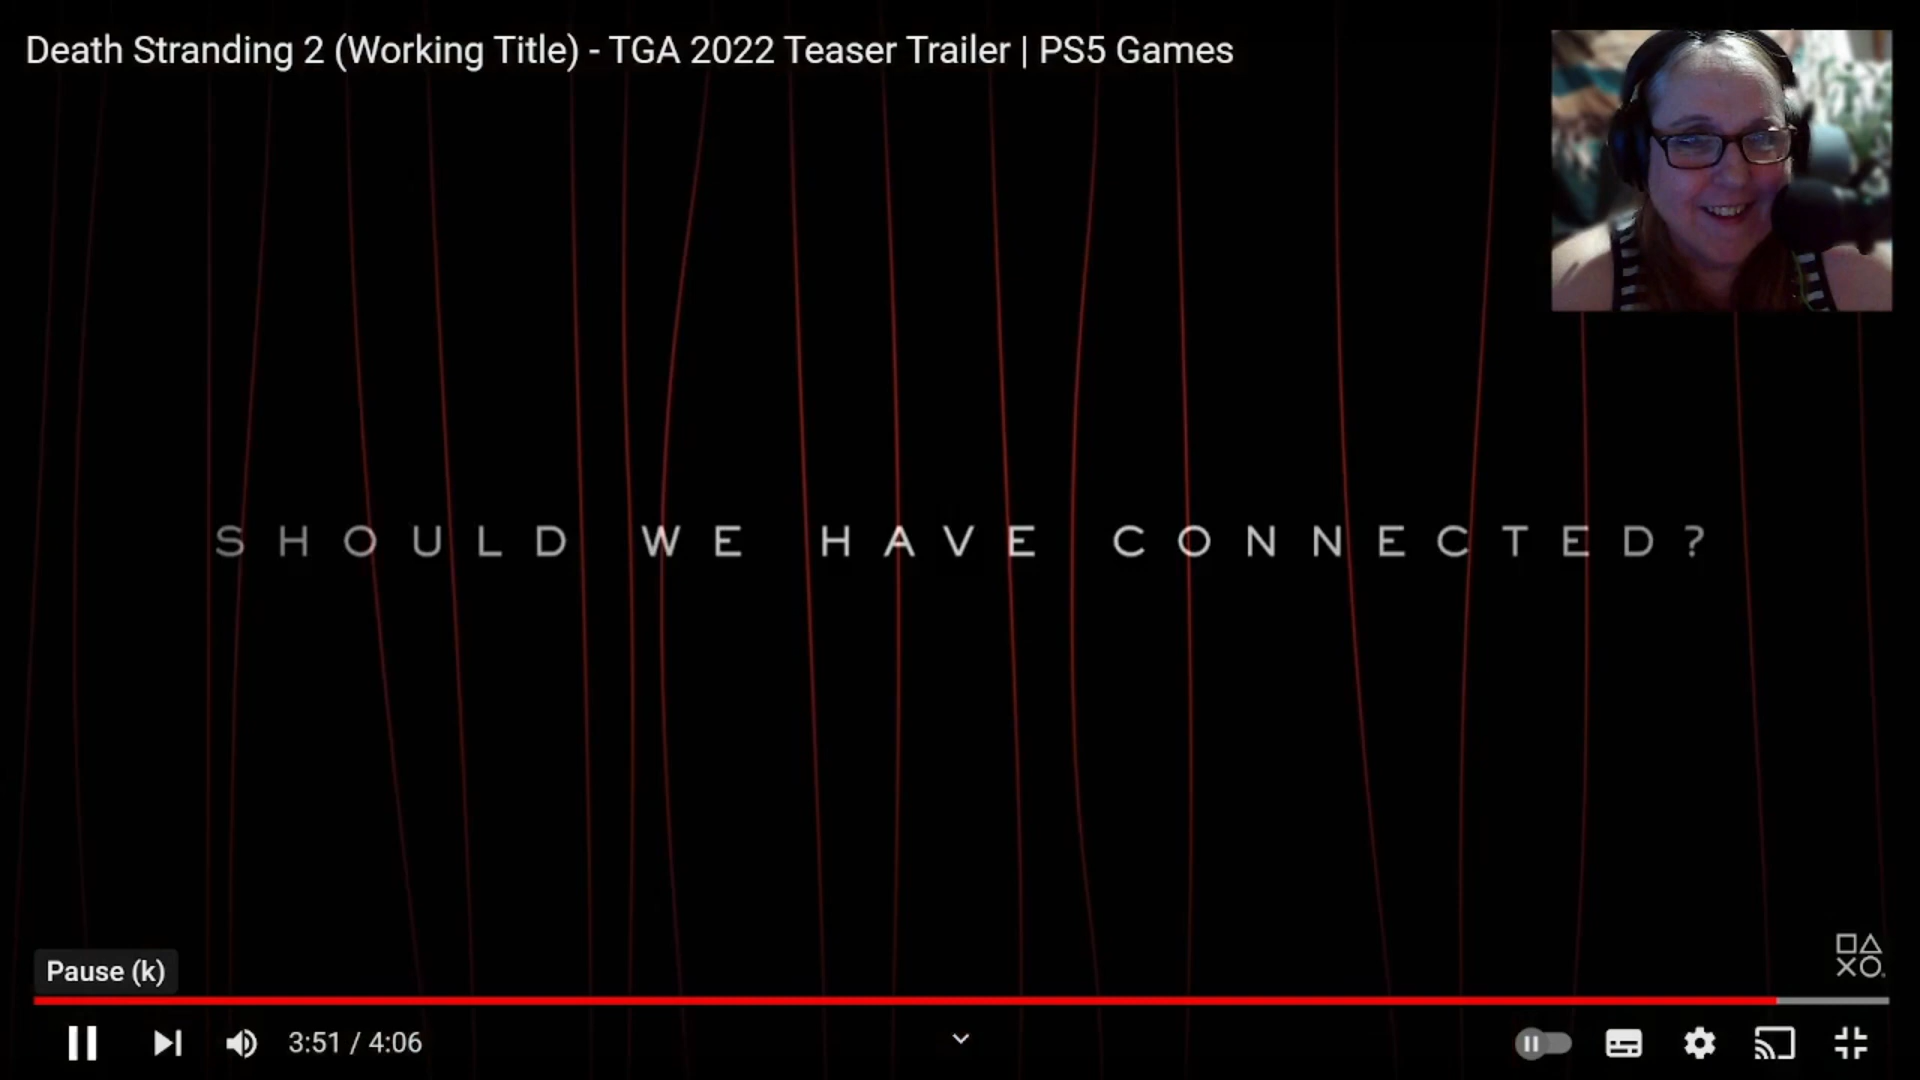 Death Stranding 2 (Working Title) - TGA 2022 Teaser Trailer | PS5 Games
SHOULD WE HAVE CONNECTED?
Pause (k)
3:51 / 4:06